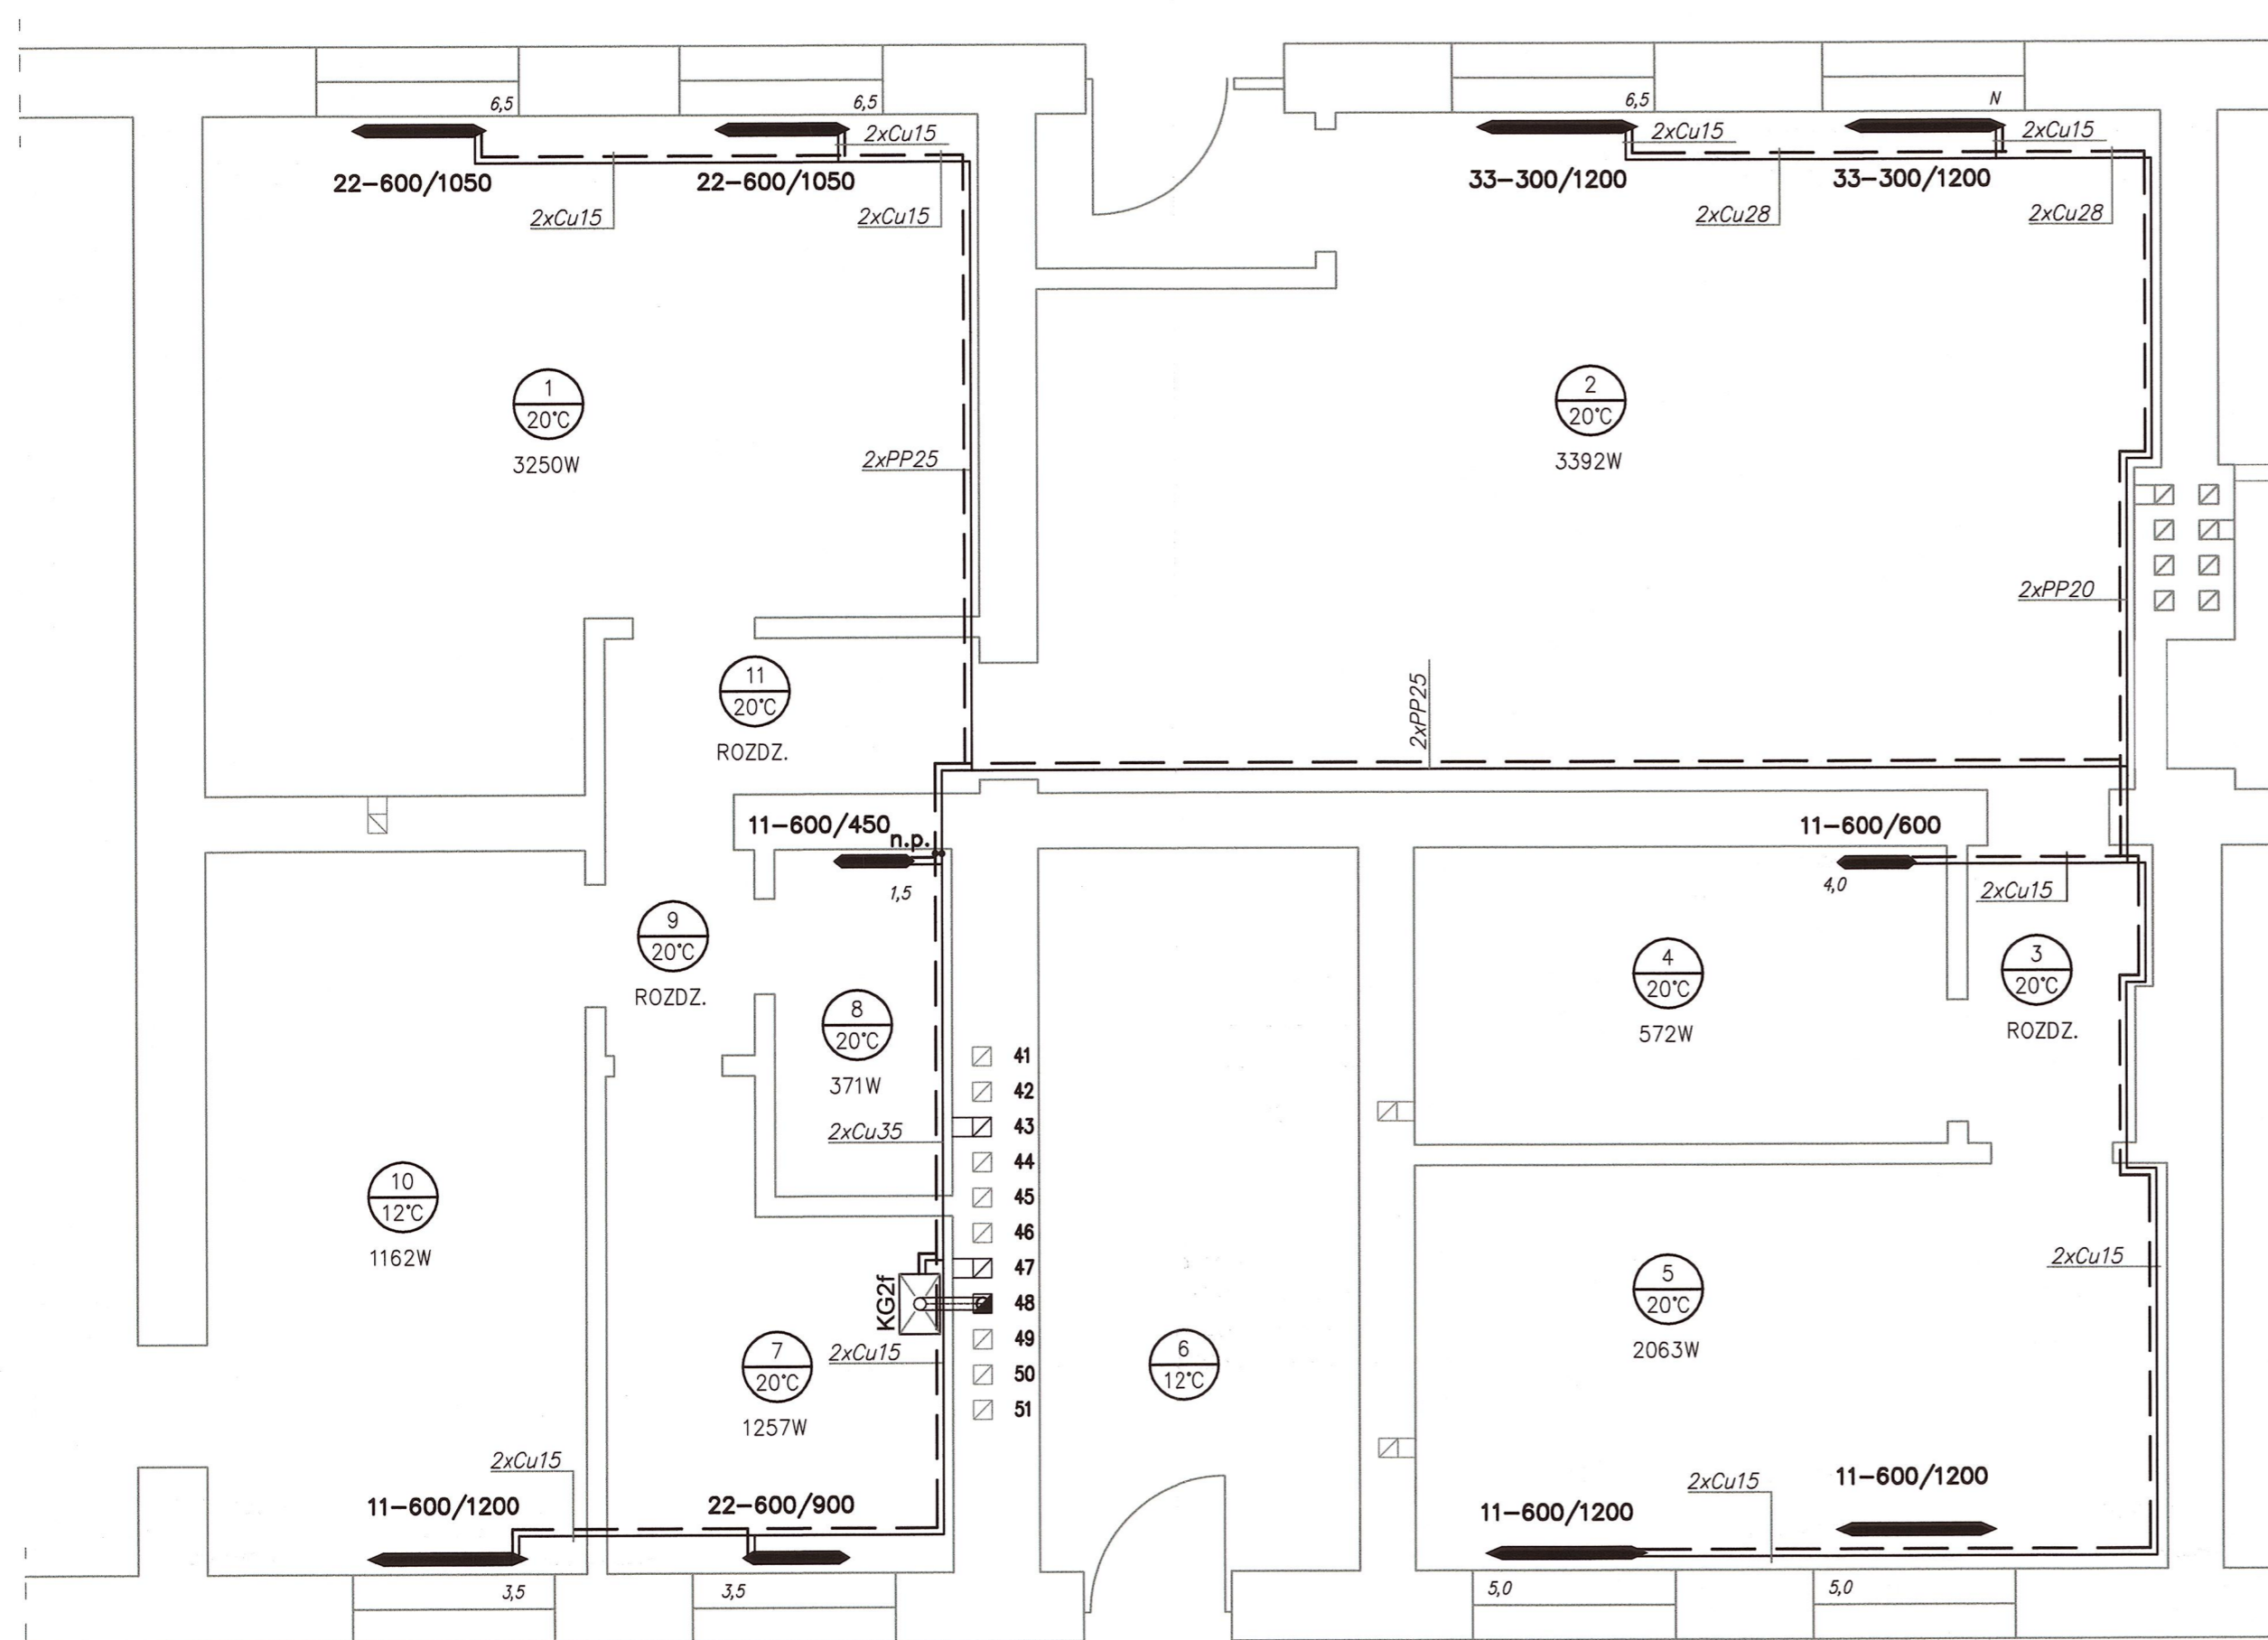 6,5
6,5
6,5
N
2xCu15
2xCu15
2xCu15
22-600/1050
22-600/1050
33-300/1200
33-300/1200
2xCu15
2xCu15
2xCu28
2xCu28
1
20°C
3250W
2
20°C
3392W
2xPP25
2xPP20
11
20°C
ROZDZ.
2xPP25
11-600/450
n.p.
1,5
11-600/600
4,0
2xCu15
9
20°C
ROZDZ.
8
20°C
371W
4
20°C
572W
3
20°C
ROZDZ.
2xCu35
41
42
43
44
45
46
47
48
49
50
51
10
12°C
1162W
KG2f
7
20°C
1257W
2xCu15
6
12°C
5
20°C
2063W
2xCu15
2xCu15
11-600/1200
22-600/900
2xCu15
11-600/1200
11-600/1200
3,5
3,5
5,0
5,0